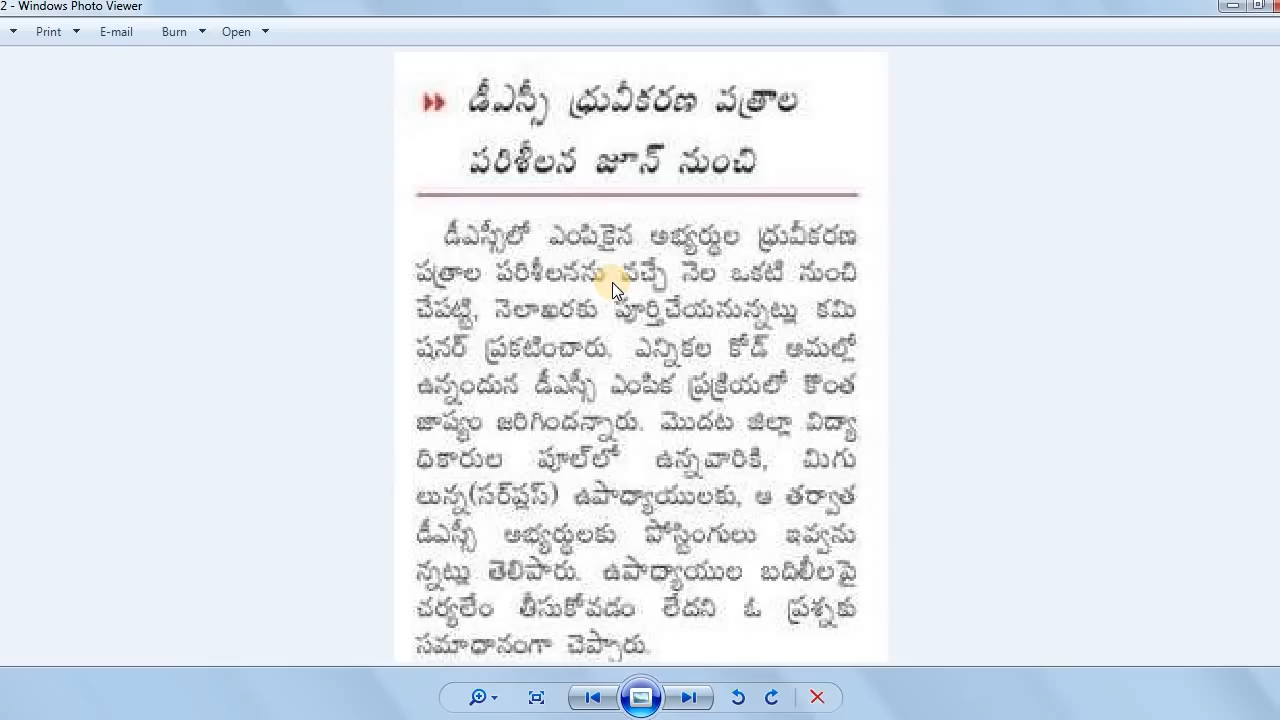 2 - Windows Photo Viewer
Print E-mail Burn Open
డీఎస్సీ ధ్రువీకరణ పత్రాల
పరిశీలన జూన్ నుంచి
డీఎస్సీలో ఎంపికైన అభ్యర్థుల ధ్రువీకరణ
పత్రాల పరిశీలనను వచ్చే నెల ఒకటి నుంచి
చేపట్టి, నెలాఖరకు పూర్తిచేయనున్నట్లు కమి
షనర్ ప్రకటించారు. ఎన్నికల కోడ్ అమల్లో
ఉన్నందున డీఎస్సీ ఎంపిక ప్రక్రియలో కొంత
జాప్యం జరిగిందన్నారు. మొదట జిల్లా విద్యా
ధికారుల పూల్‌లో ఉన్నవారికి, మిగు
లున్న(సర్‌ప్లస్) ఉపాధ్యాయులకు, ఆ తర్వాత
డీఎస్సీ అభ్యర్థులకు పోస్టింగులు ఇవ్వను
న్నట్లు తెలిపారు. ఉపాధ్యాయుల బదిలీలపై
చర్యలేం తీసుకోవడం లేదని ఓ ప్రశ్నకు
సమాధానంగా చెప్పారు.